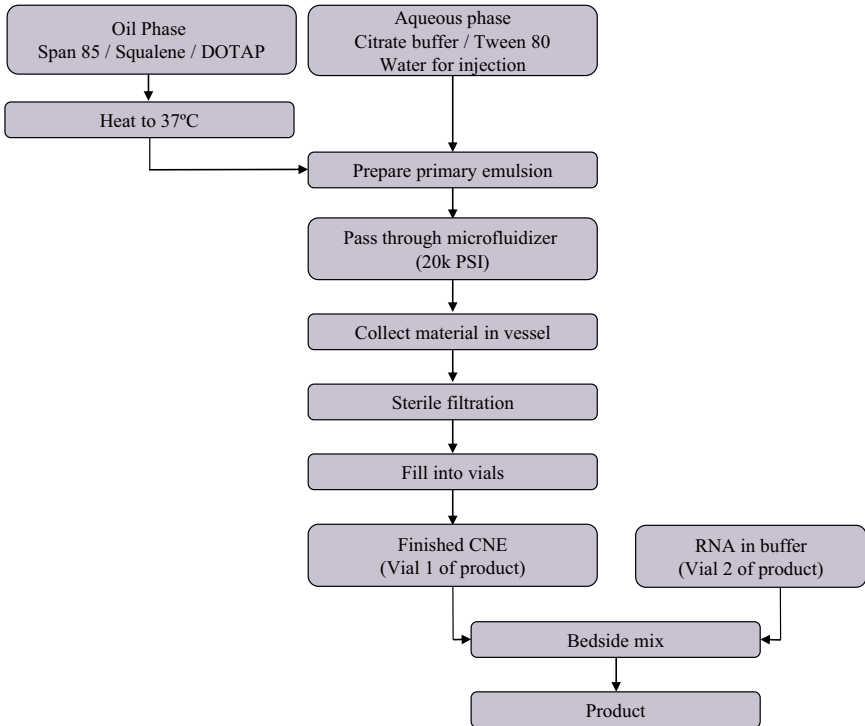 Oil Phase
Span 85 / Squalene / DOTAP
Aqueous phase
Citrate buffer / Tween 80
Water for injection
Heat to 37ºC
Prepare primary emulsion
Pass through microfluidizer
(20k PSI)
Collect material in vessel
Sterile filtration
Fill into vials
Finished CNE
(Vial 1 of product)
RNA in buffer
(Vial 2 of product)
Bedside mix
Product